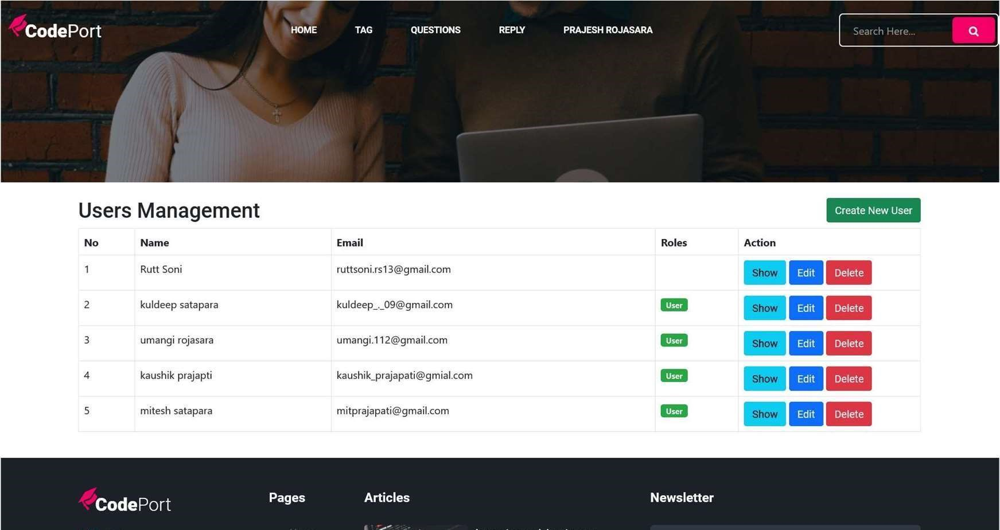 CodePort
HOME TAG QUESTIONS REPLY PRAJESH ROJASARA
Search Here...
Users Management
Create New User
No Name Email Roles Action
1 Rutt Soni ruttsoni.rs13@gmail.com Show Edit Delete
2 kuldeep satapara kuldeep_._09@gmail.com User Show Edit Delete
3 umangi rojasara umangi.112@gmail.com User Show Edit Delete
4 kaushik prajapti kaushik_prajapati@gmial.com User Show Edit Delete
5 mitesh satapara mitprajapati@gmail.com User Show Edit Delete
CodePort
Pages Articles Newsletter